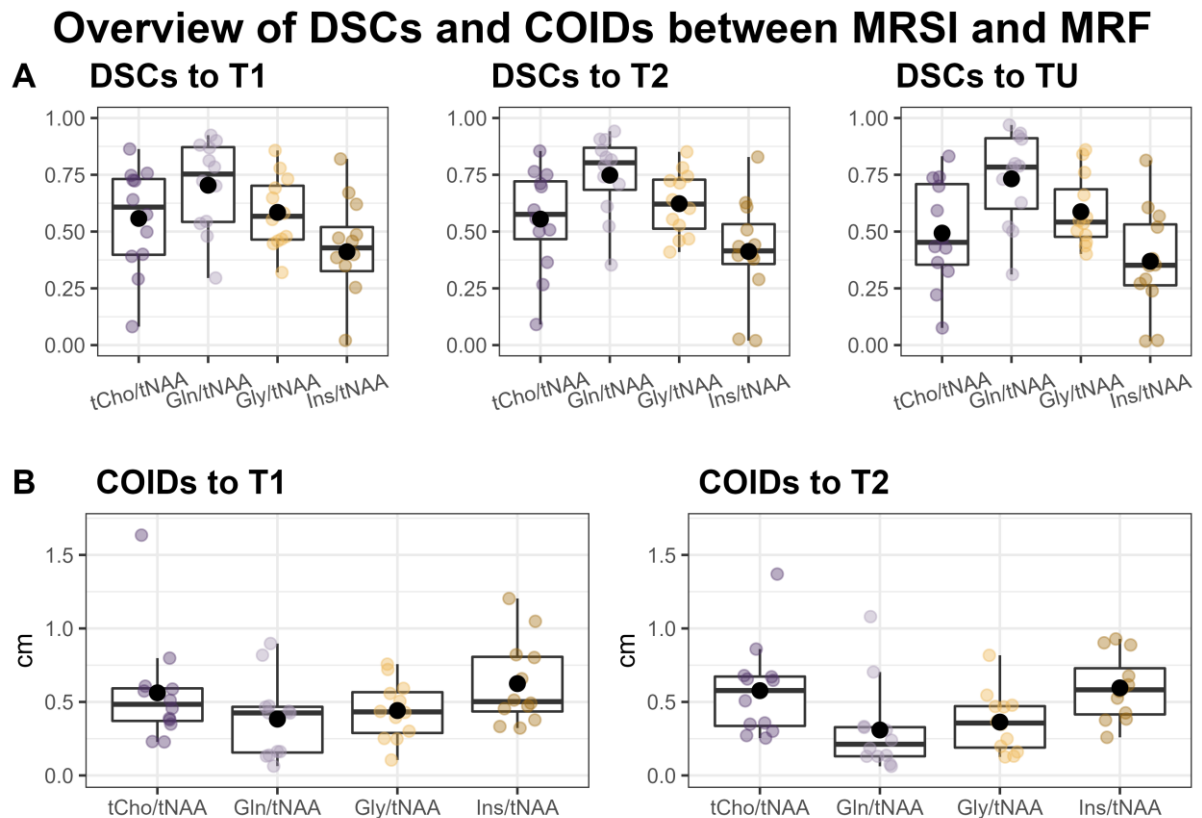 Overview of DSCs and COIDs between MRSI and MRF
A DSCs to T1 DSCs to T2 DSCs to TU
1.00 1.00 1.00
0.75 0.75 0.75
0.50 0.50 0.50
0.25 0.25 0.25
0.00 0.00 0.00
tCho/tNAA Gln/tNAA Gly/tNAA Ins/tNAA tCho/tNAA Gln/tNAA Gly/tNAA Ins/tNAA tCho/tNAA Gln/tNAA Gly/tNAA Ins/tNAA
B COIDs to T1 COIDs to T2
1.5 1.5
1.0 1.0
cm cm
0.5 0.5
0.0 0.0
tCho/tNAA Gln/tNAA Gly/tNAA Ins/tNAA tCho/tNAA Gln/tNAA Gly/tNAA Ins/tNAA